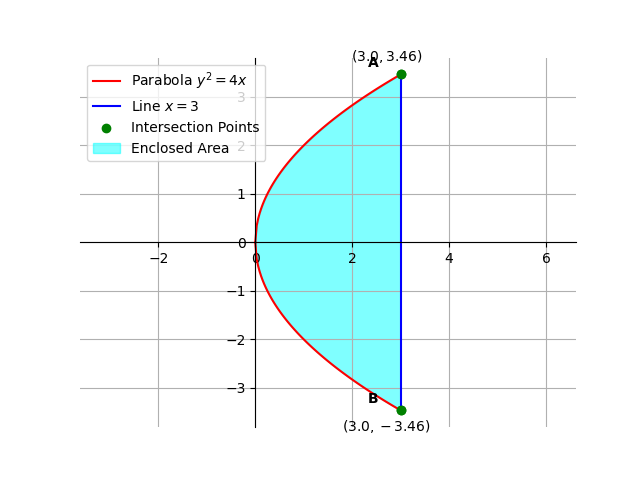 (3.0, 3.46)
A
Parabola y² = 4x
Line x = 3
Intersection Points
Enclosed Area
3
2
1
0
−2
0
2
4
6
−1
−2
−3
B
(3.0, −3.46)